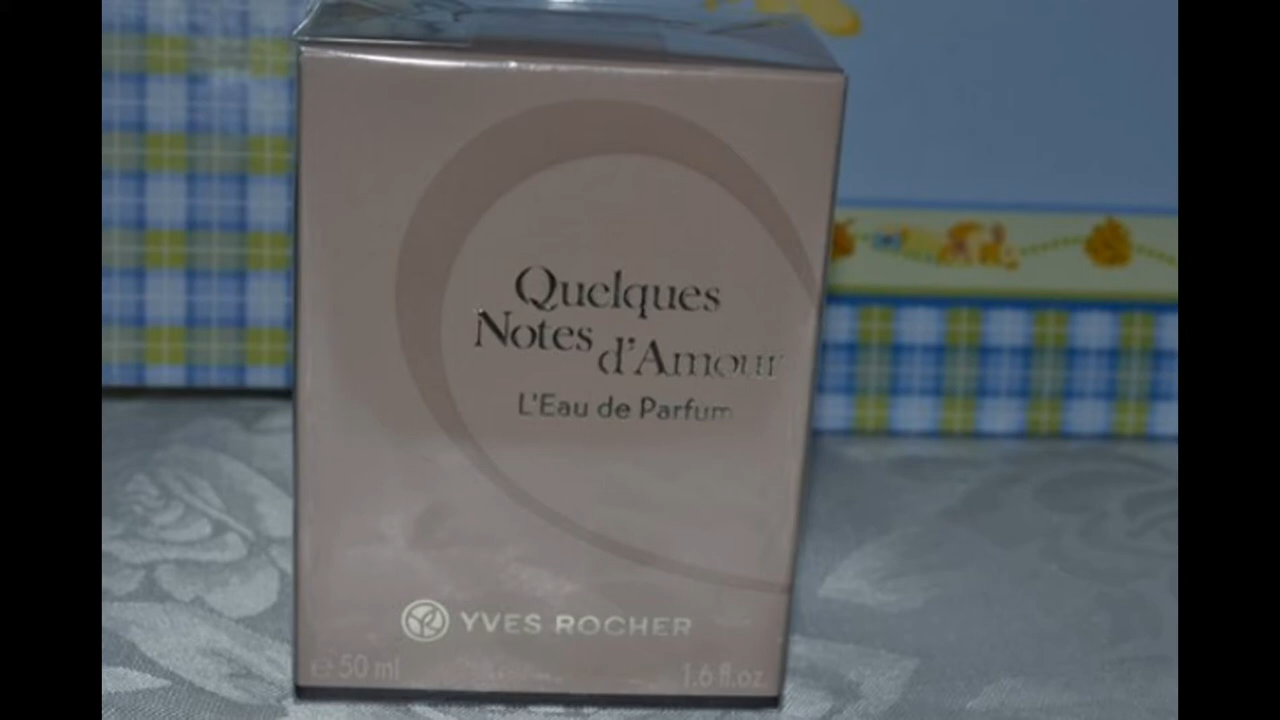 Quelques
Notes d'Amour
L'Eau de Parfum
YVES ROCHER
e 50 ml 1.6 fl.oz.